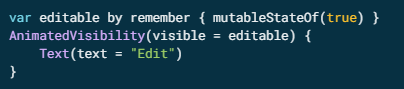 var editable by remember { mutableStateOf(true) }
AnimatedVisibility(visible = editable) {
    Text(text = "Edit")
}